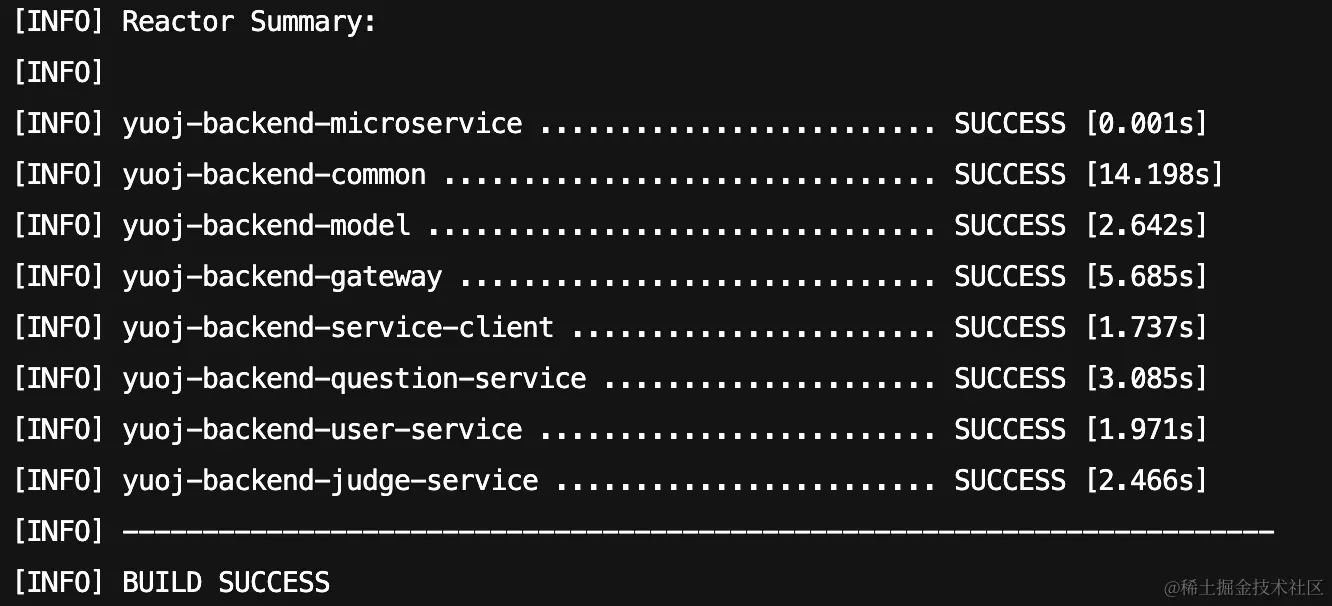 [INFO] Reactor Summary:
[INFO]
[INFO] yuoj-backend-microservice ......................... SUCCESS [0.001s]
[INFO] yuoj-backend-common ............................... SUCCESS [14.198s]
[INFO] yuoj-backend-model ................................ SUCCESS [2.642s]
[INFO] yuoj-backend-gateway .............................. SUCCESS [5.685s]
[INFO] yuoj-backend-service-client ....................... SUCCESS [1.737s]
[INFO] yuoj-backend-question-service ..................... SUCCESS [3.085s]
[INFO] yuoj-backend-user-service ......................... SUCCESS [1.971s]
[INFO] yuoj-backend-judge-service ........................ SUCCESS [2.466s]
[INFO] ------------------------------------------------------------------------
[INFO] BUILD SUCCESS
@稀土掘金技术社区